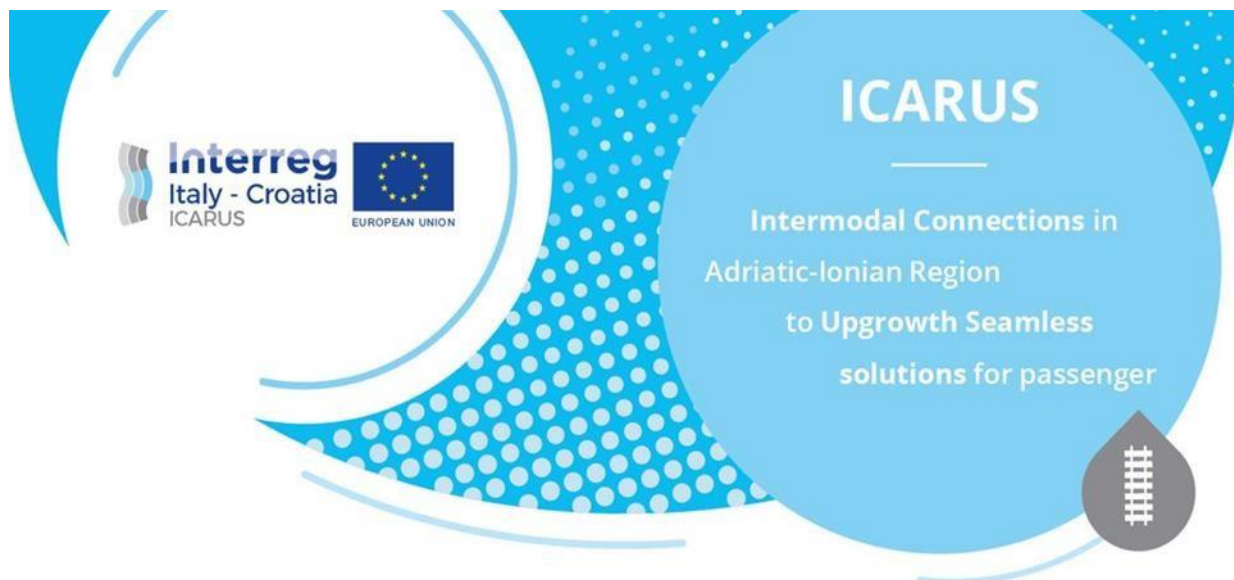 Interreg
Italy - Croatia
ICARUS
EUROPEAN UNION
ICARUS
Intermodal Connections in
Adriatic-Ionian Region
to Upgrowth Seamless
solutions for passenger